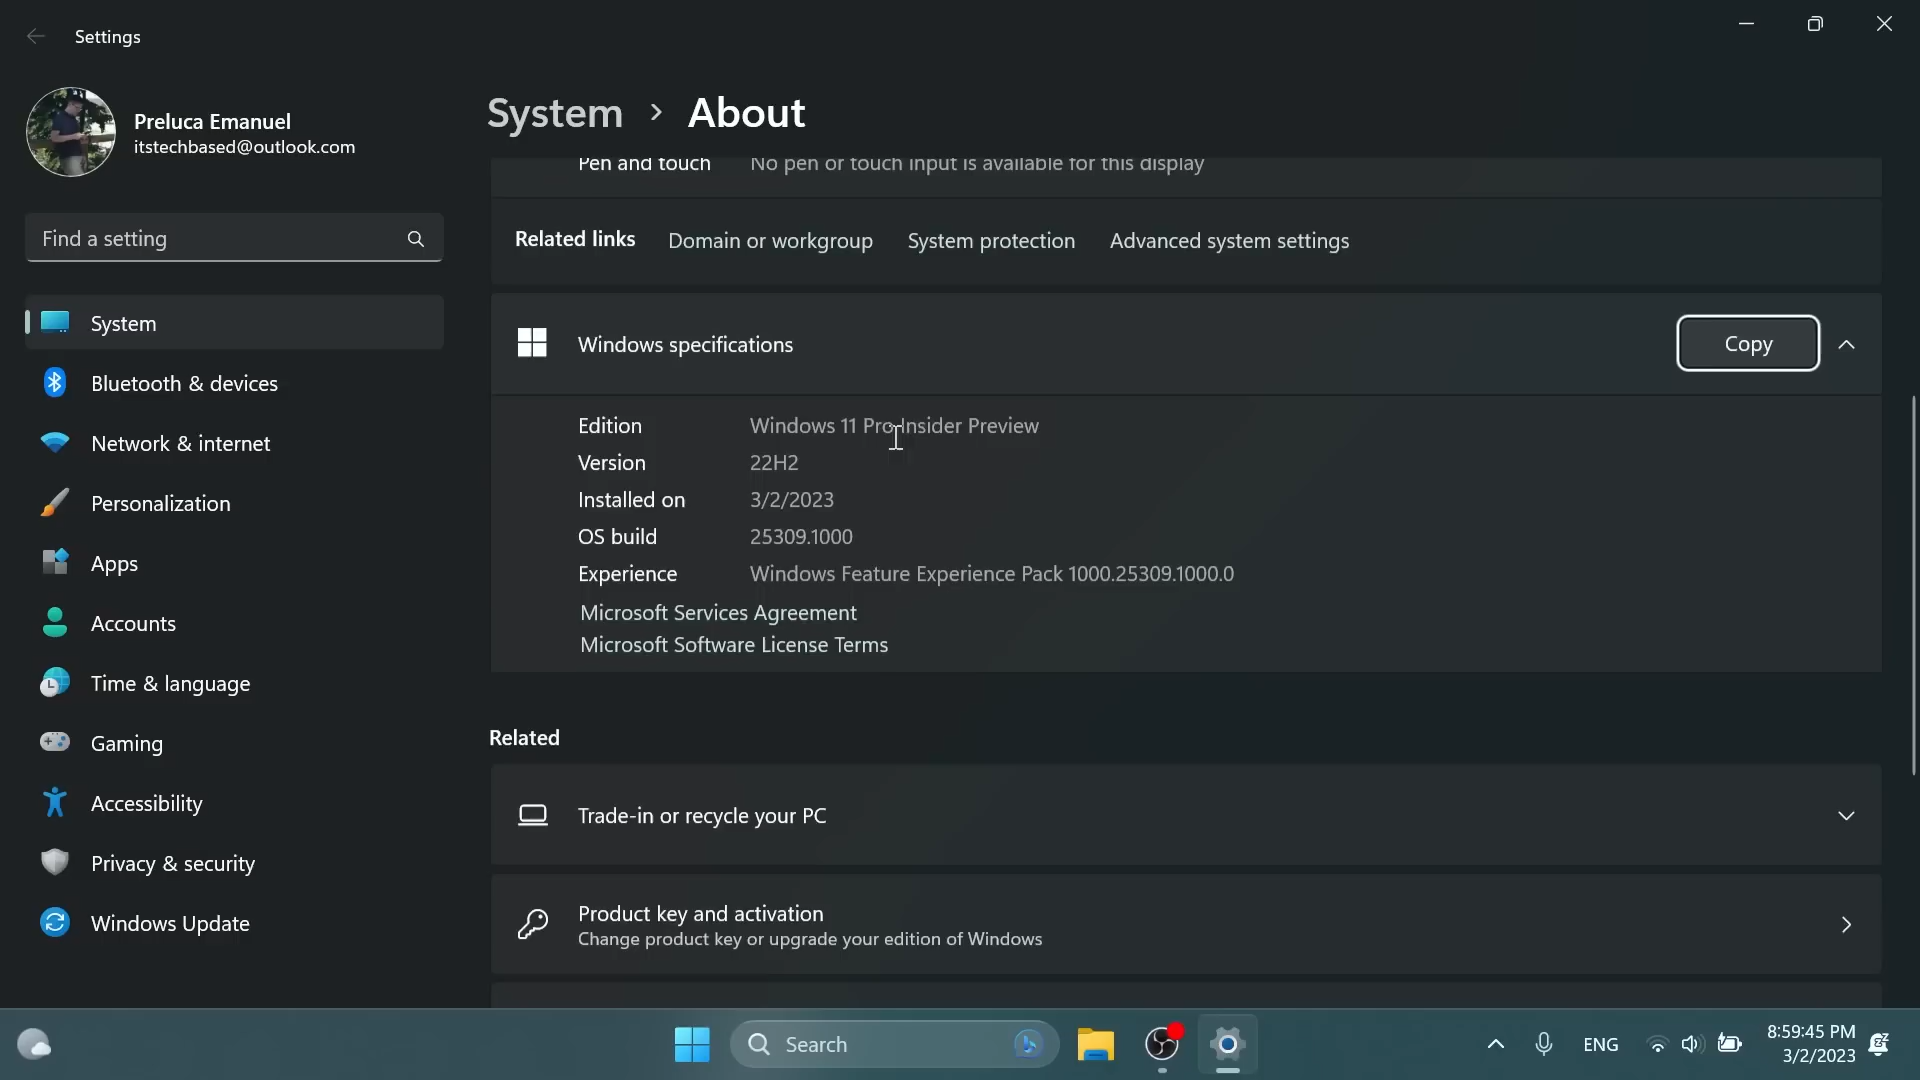 Settings
Preluca Emanuel
itstechbased@outlook.com
Find a setting
System
Bluetooth & devices
Network & internet
Personalization
Apps
Accounts
Time & language
Gaming
Accessibility
Privacy & security
Windows Update
System > About
Pen and touch No pen or touch input is available for this display
Related links Domain or workgroup System protection Advanced system settings
Windows specifications Copy
Edition Windows 11 Pro Insider Preview
Version 22H2
Installed on 3/2/2023
OS build 25309.1000
Experience Windows Feature Experience Pack 1000.25309.1000.0
Microsoft Services Agreement
Microsoft Software License Terms
Related
Trade-in or recycle your PC
Product key and activation
Change product key or upgrade your edition of Windows
Search
ENG
8:59:45 PM
3/2/2023